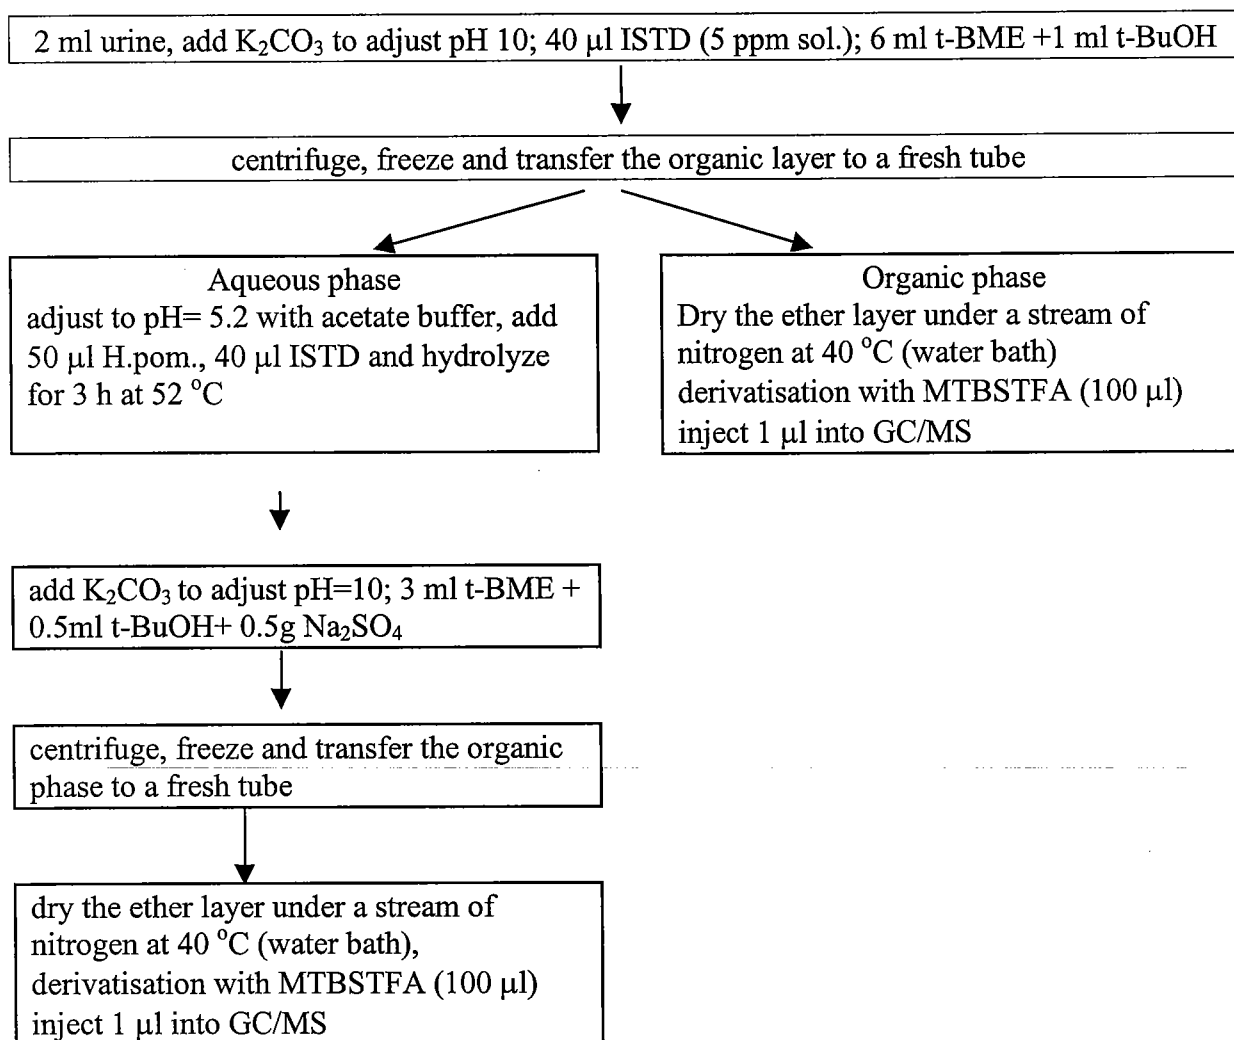 2 ml urine, add K₂CO₃ to adjust pH 10; 40 µl ISTD (5 ppm sol.); 6 ml t-BME +1 ml t-BuOH
centrifuge, freeze and transfer the organic layer to a fresh tube
Aqueous phase
adjust to pH= 5.2 with acetate buffer, add
50 µl H.pom., 40 µl ISTD and hydrolyze
for 3 h at 52 °C
Organic phase
Dry the ether layer under a stream of
nitrogen at 40 °C (water bath)
derivatisation with MTBSTFA (100 µl)
inject 1 µl into GC/MS
add K₂CO₃ to adjust pH=10; 3 ml t-BME +
0.5ml t-BuOH+ 0.5g Na₂SO₄
centrifuge, freeze and transfer the organic
phase to a fresh tube
dry the ether layer under a stream of
nitrogen at 40 °C (water bath),
derivatisation with MTBSTFA (100 µl)
inject 1 µl into GC/MS